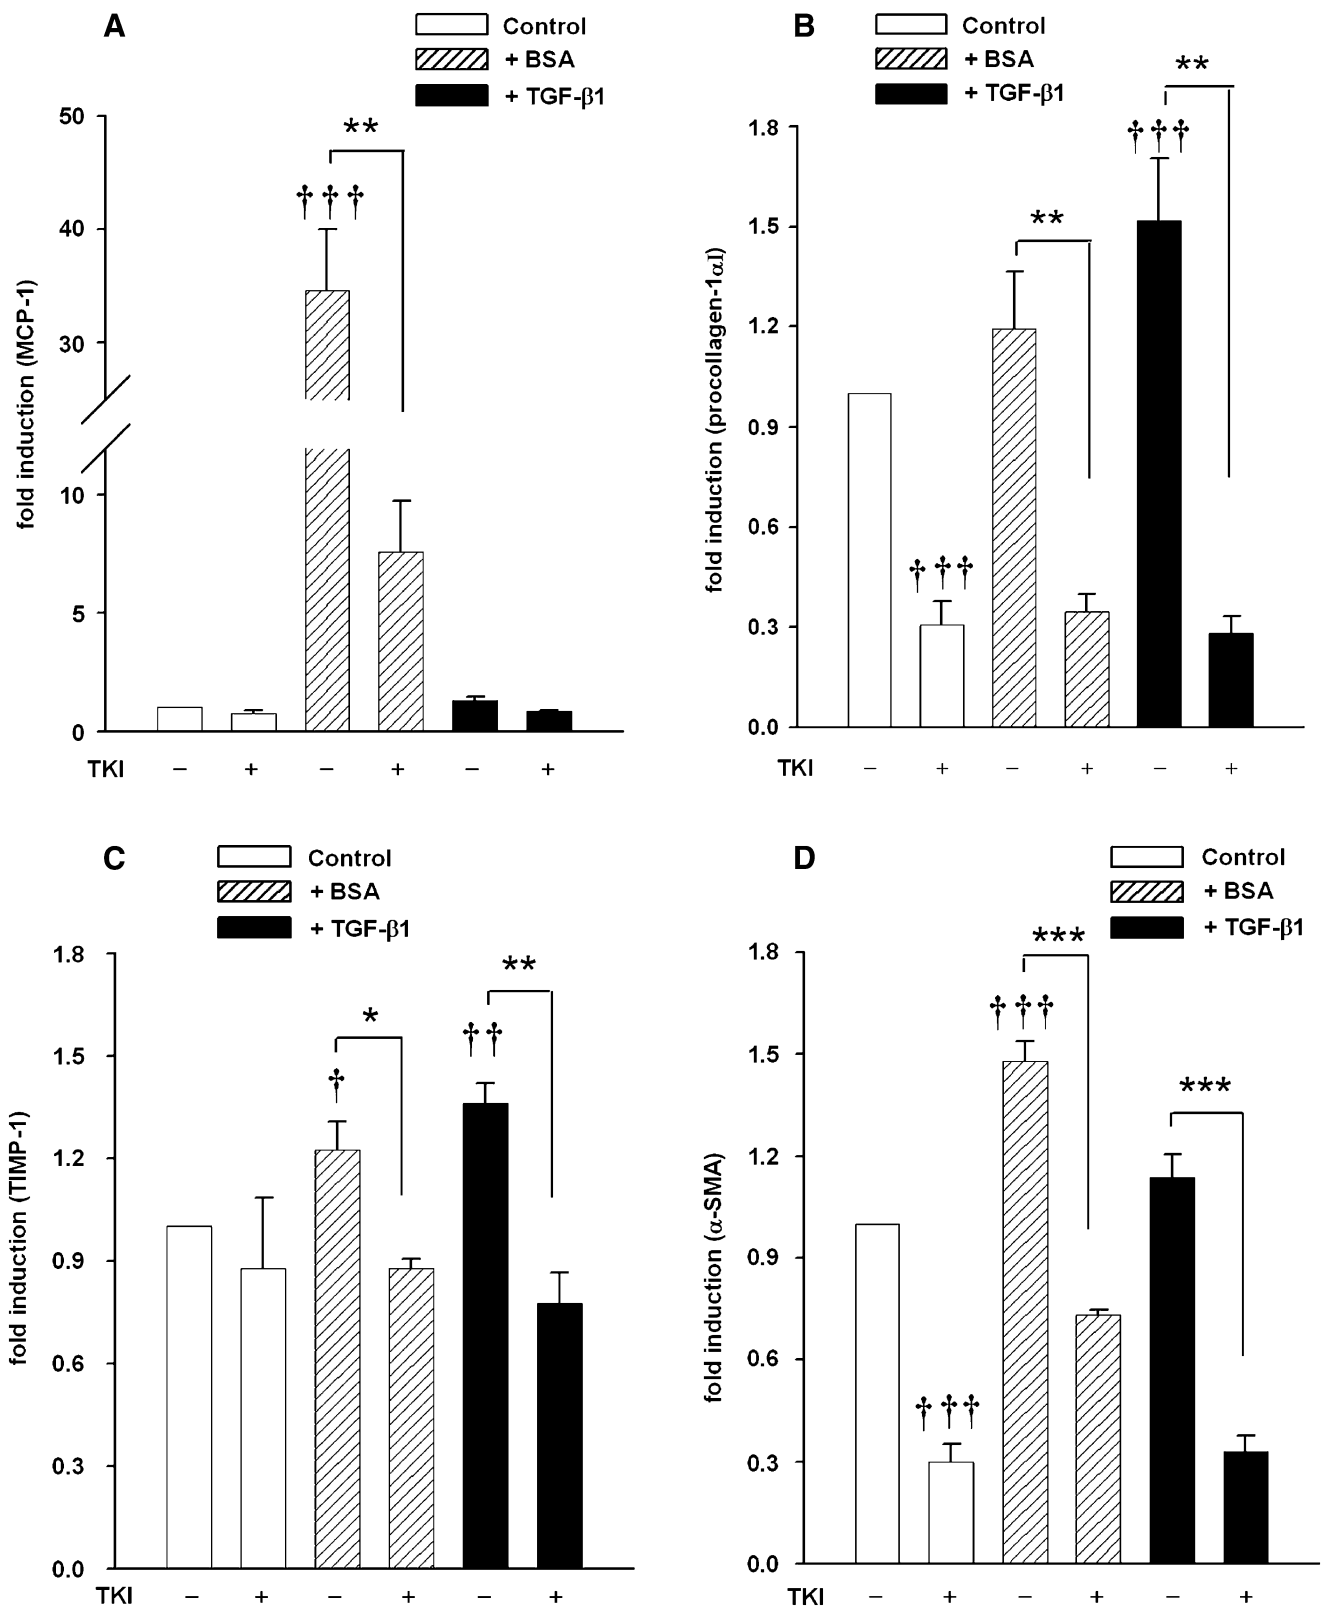 A
Control
+ BSA
+ TGF-β1
50
40
30
10
5
0
fold induction (MCP-1)
**
†††
TKI − + − + − +
B
Control
+ BSA
+ TGF-β1
1.8
1.5
1.2
0.9
0.6
0.3
0.0
fold induction (procollagen-1αI)
**
†††
**
†††
TKI − + − + − +
C
Control
+ BSA
+ TGF-β1
1.8
1.5
1.2
0.9
0.6
0.3
0.0
fold induction (TIMP-1)
**
††
*
†
TKI − + − + − +
D
Control
+ BSA
+ TGF-β1
1.8
1.5
1.2
0.9
0.6
0.3
0.0
fold induction (α-SMA)
***
†††
***
†††
TKI − + − + − +